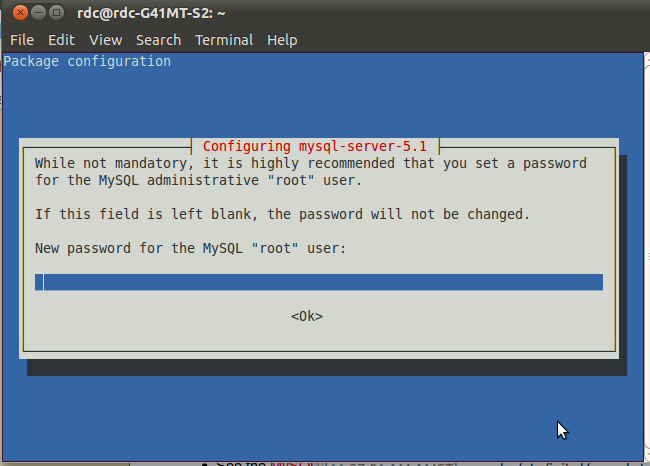 rdc@rdc-G41MT-S2: ~
File Edit View Search Terminal Help
Package configuration
Configuring mysql-server-5.1
While not mandatory, it is highly recommended that you set a password
for the MySQL administrative "root" user.
If this field is left blank, the password will not be changed.
New password for the MySQL "root" user:
<Ok>